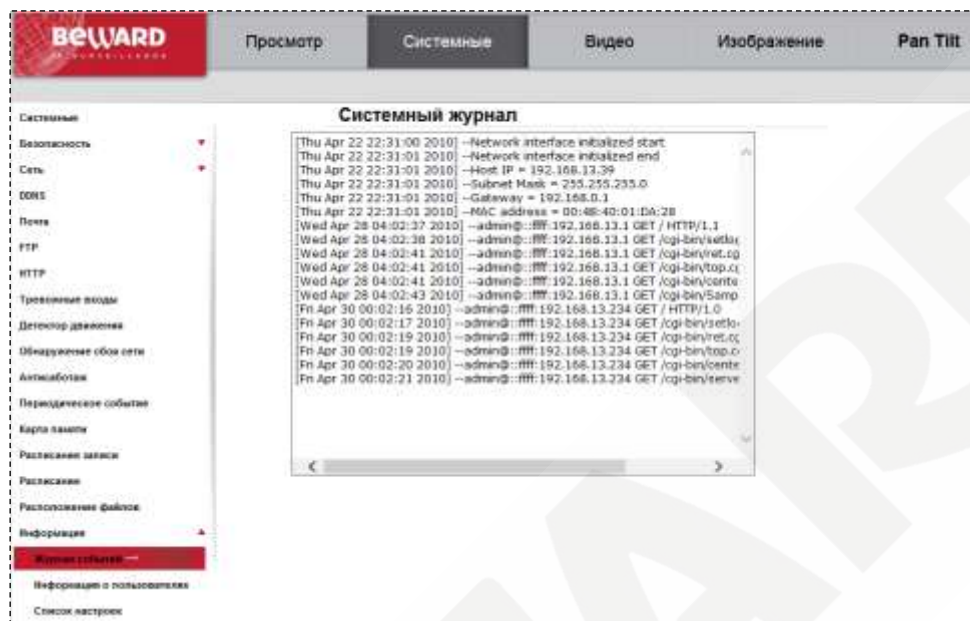 BEWARD
Просмотр
Системные
Видео
Изображение
Pan Tilt
Системные
Безопасность
Сеть
DDNS
Почта
FTP
HTTP
Тревожные входы
Детектор движения
Обнаружение сбоя сети
Антисаботаж
Периодическое событие
Карта памяти
Расписание записи
Расписание
Расположение файлов
Информация
Журнал событий
Информация о пользователях
Список настроек
Системный журнал
[Thu Apr 22 22:31:00 2010] --Network interface initialized start
[Thu Apr 22 22:31:01 2010] --Network interface initialized end
[Thu Apr 22 22:31:01 2010] --Host IP = 192.168.13.39
[Thu Apr 22 22:31:01 2010] --Subnet Mask = 255.255.255.0
[Thu Apr 22 22:31:01 2010] --Gateway = 192.168.0.1
[Thu Apr 22 22:31:01 2010] --MAC address = 00:48:40:01:DA:28
[Wed Apr 28 04:02:37 2010] --admin@::ffff:192.168.13.1 GET / HTTP/1.1
[Wed Apr 28 04:02:38 2010] --admin@::ffff:192.168.13.1 GET /cgi-bin/setlo
[Wed Apr 28 04:02:41 2010] --admin@::ffff:192.168.13.1 GET /cgi-bin/ret.cg
[Wed Apr 28 04:02:41 2010] --admin@::ffff:192.168.13.1 GET /cgi-bin/top.cg
[Wed Apr 28 04:02:41 2010] --admin@::ffff:192.168.13.1 GET /cgi-bin/cente
[Wed Apr 28 04:02:43 2010] --admin@::ffff:192.168.13.1 GET /cgi-bin/Samp
[Fri Apr 30 00:02:16 2010] --admin@::ffff:192.168.13.234 GET / HTTP/1.0
[Fri Apr 30 00:02:17 2010] --admin@::ffff:192.168.13.234 GET /cgi-bin/setlo
[Fri Apr 30 00:02:19 2010] --admin@::ffff:192.168.13.234 GET /cgi-bin/ret.cg
[Fri Apr 30 00:02:19 2010] --admin@::ffff:192.168.13.234 GET /cgi-bin/top.c
[Fri Apr 30 00:02:20 2010] --admin@::ffff:192.168.13.234 GET /cgi-bin/cente
[Fri Apr 30 00:02:21 2010] --admin@::ffff:192.168.13.234 GET /cgi-bin/serve